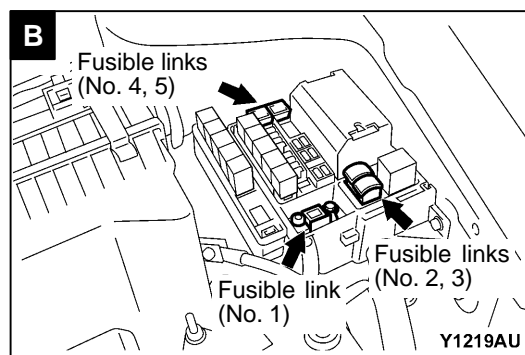 B
Fusible links
(No. 4, 5)
Fusible links
(No. 2, 3)
Fusible link
(No. 1)
Y1219AU